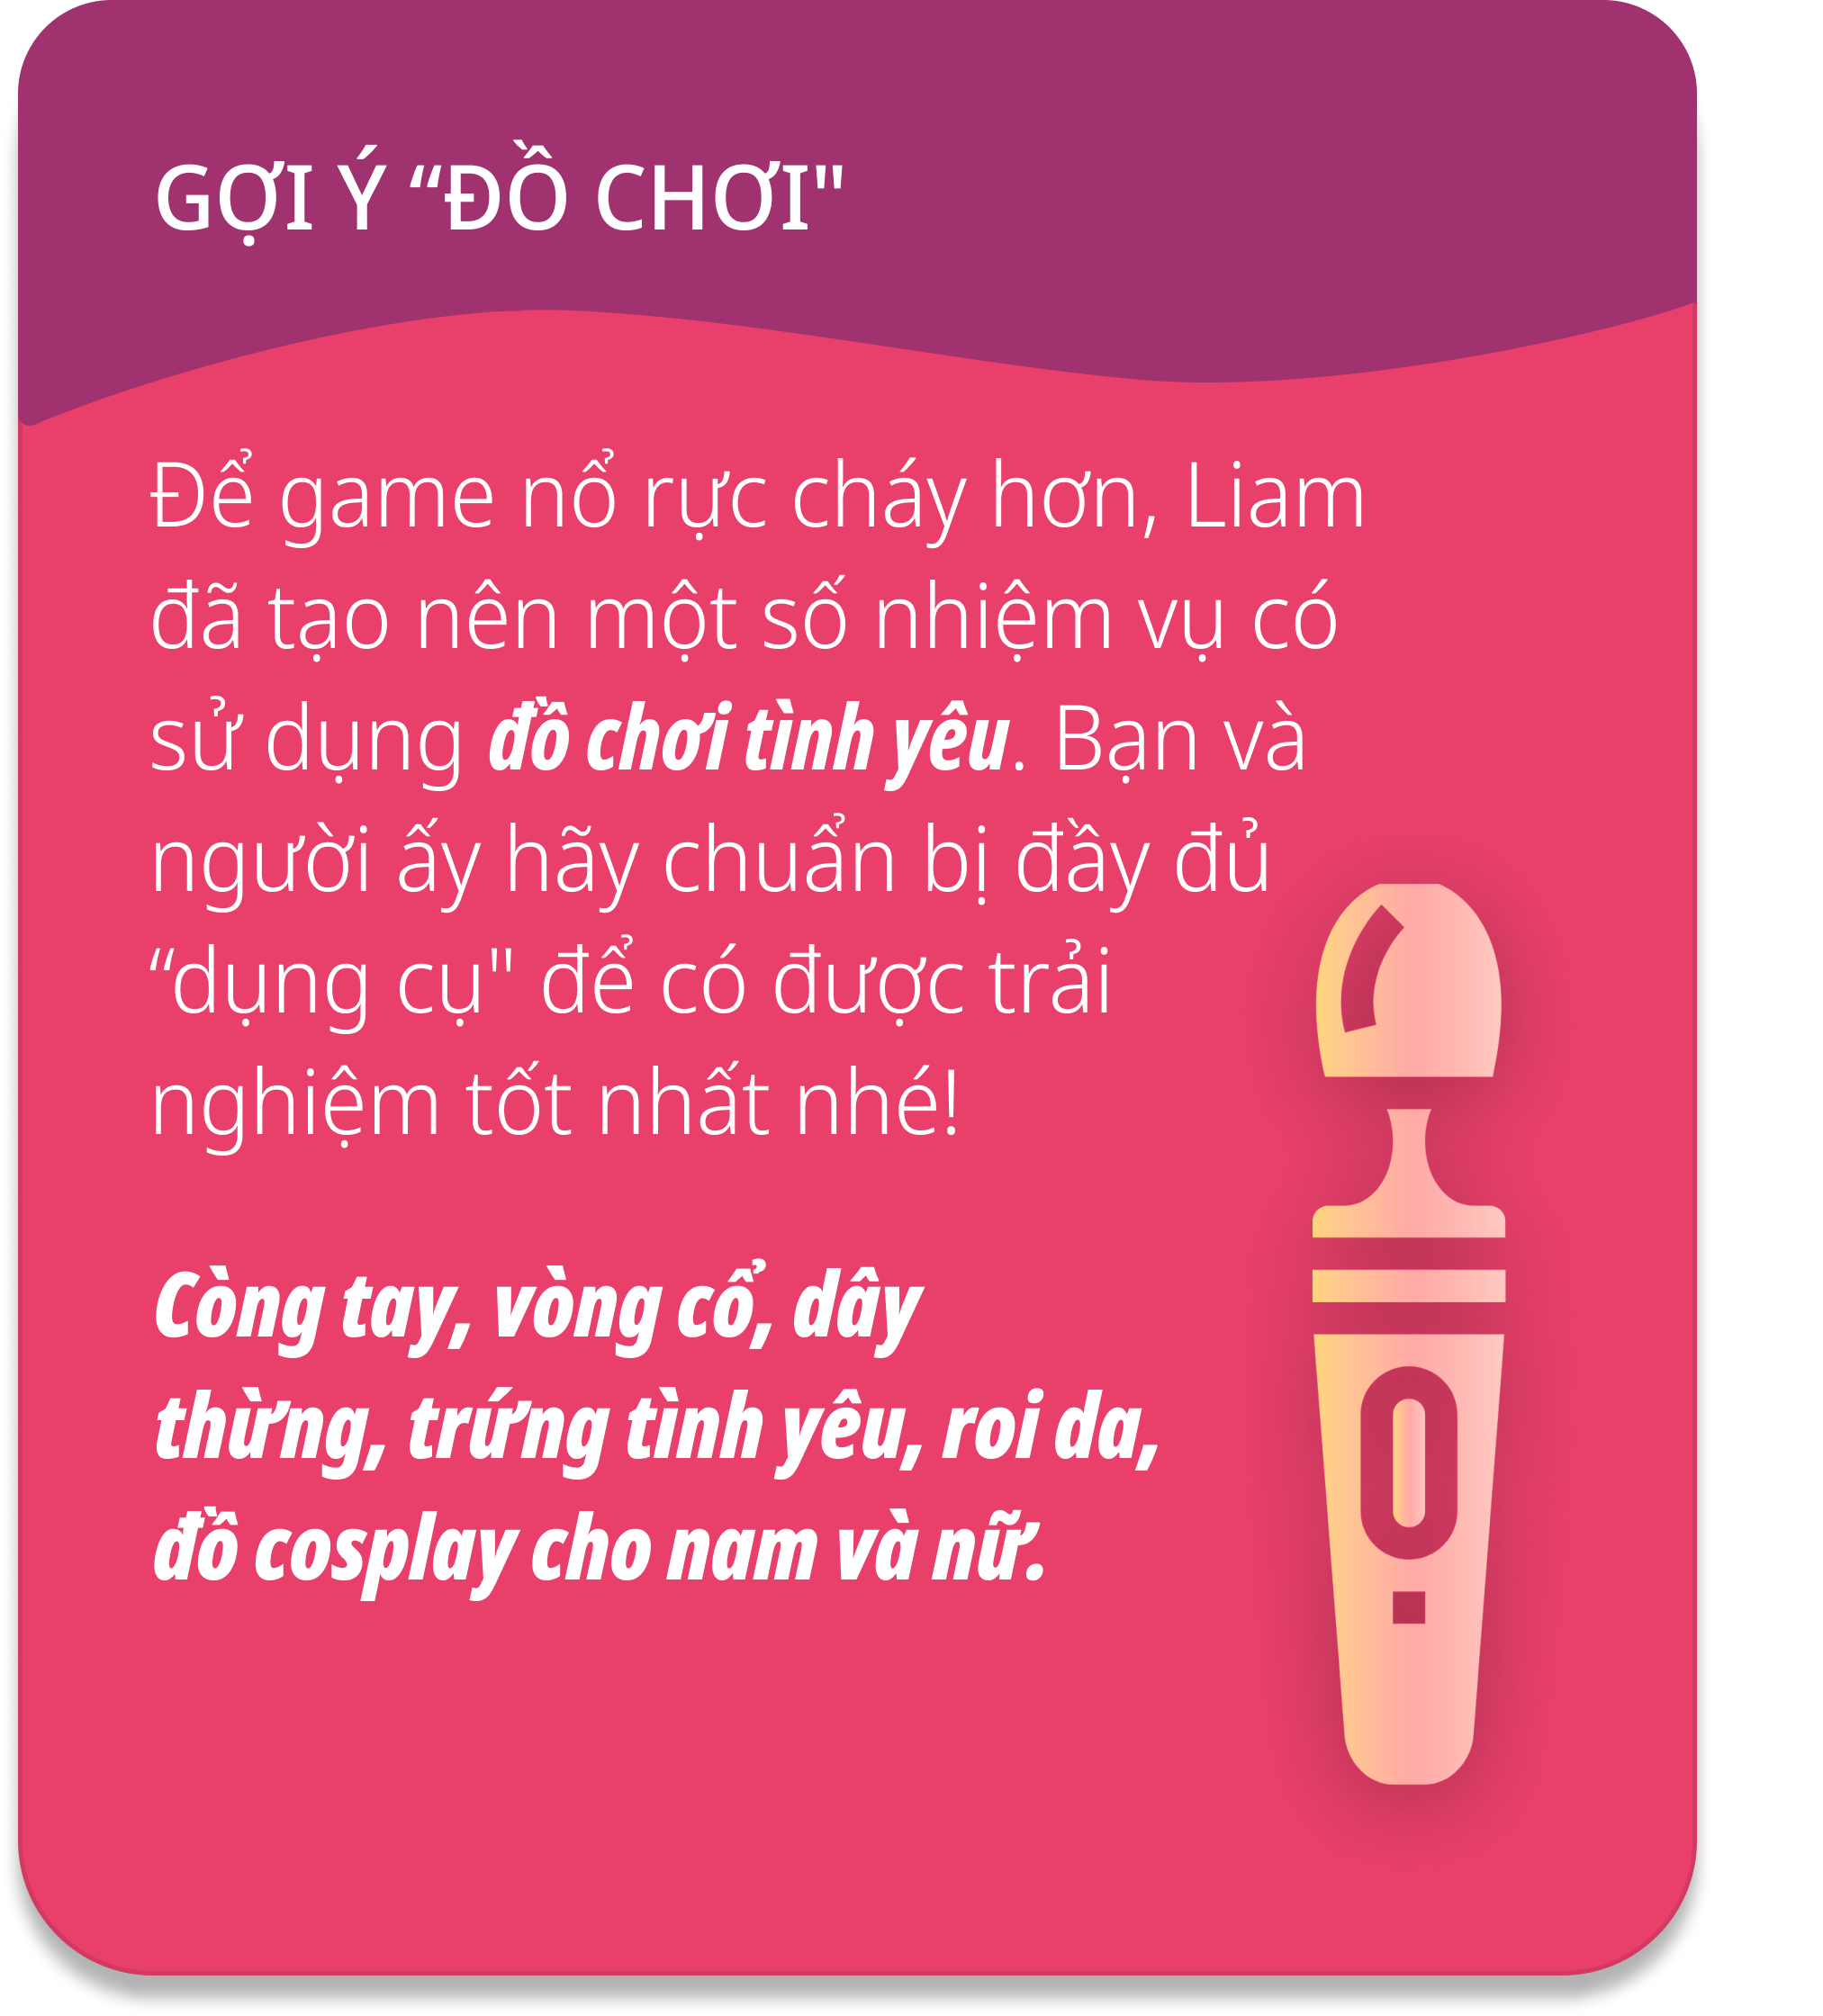 GỢI Ý “ĐỒ CHƠI"
Để game nổ rực cháy hơn, Liam
đã tạo nên một số nhiệm vụ có
sử dụng đồ chơi tình yêu. Bạn và
người ấy hãy chuẩn bị đầy đủ
“dụng cụ" để có được trải
nghiệm tốt nhất nhé!
Còng tay, vòng cổ, dây
thừng, trứng tình yêu, roi da,
đồ cosplay cho nam và nữ.